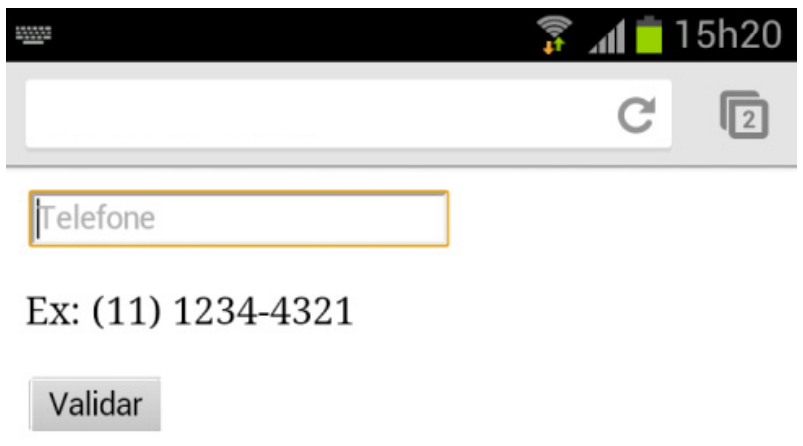 15h20
2
Telefone
Ex: (11) 1234-4321
Validar